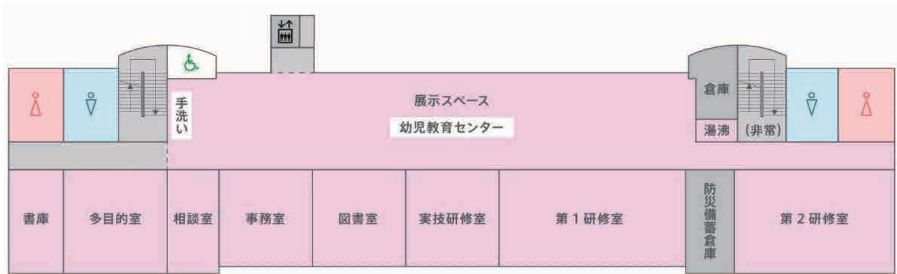 展示スペース
幼児教育センター
手洗い
倉庫
湯沸
(非常)
書庫
多目的室
相談室
事務室
図書室
実技研修室
第1研修室
防災備蓄倉庫
第2研修室